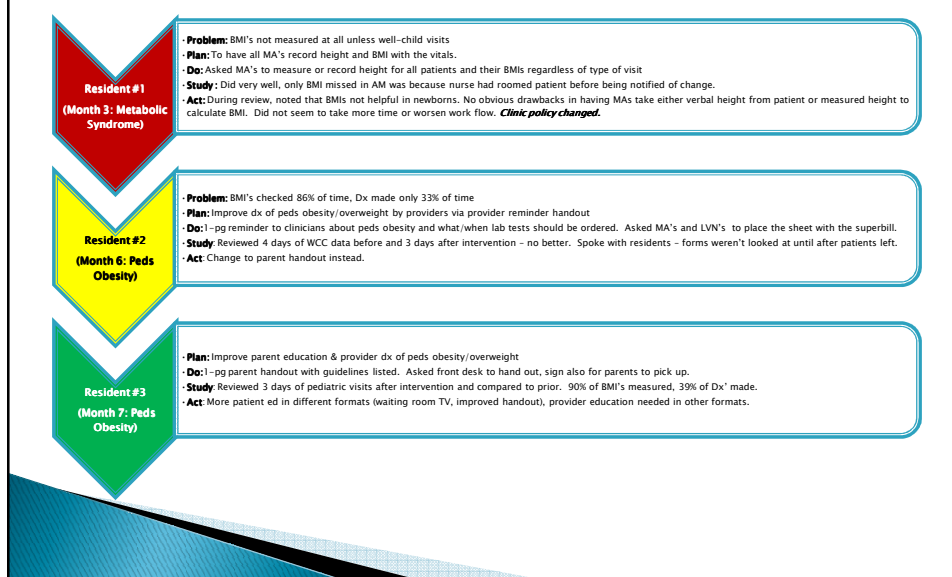 Resident #1
(Month 3: Metabolic
Syndrome)
· Problem: BMI's not measured at all unless well-child visits
· Plan: To have all MA's record height and BMI with the vitals.
· Do: Asked MA's to measure or record height for all patients and their BMIs regardless of type of visit
· Study : Did very well, only BMI missed in AM was because nurse had roomed patient before being notified of change.
· Act: During review, noted that BMIs not helpful in newborns. No obvious drawbacks in having MAs take either verbal height from patient or measured height to
calculate BMI. Did not seem to take more time or worsen work flow. Clinic policy changed.
Resident #2
(Month 6: Peds
Obesity)
· Problem: BMI's checked 86% of time, Dx made only 33% of time
· Plan: Improve dx of peds obesity/overweight by providers via provider reminder handout
· Do: 1-pg reminder to clinicians about peds obesity and what/when lab tests should be ordered. Asked MA's and LVN's to place the sheet with the superbill.
· Study: Reviewed 4 days of WCC data before and 3 days after intervention - no better. Spoke with residents - forms weren't looked at until after patients left.
· Act: Change to parent handout instead.
Resident #3
(Month 7: Peds
Obesity)
· Plan: Improve parent education & provider dx of peds obesity/overweight
· Do: 1-pg parent handout with guidelines listed. Asked front desk to hand out, sign also for parents to pick up.
· Study: Reviewed 3 days of pediatric visits after intervention and compared to prior. 90% of BMI's measured, 39% of Dx' made.
· Act: More patient ed in different formats (waiting room TV, improved handout), provider education needed in other formats.